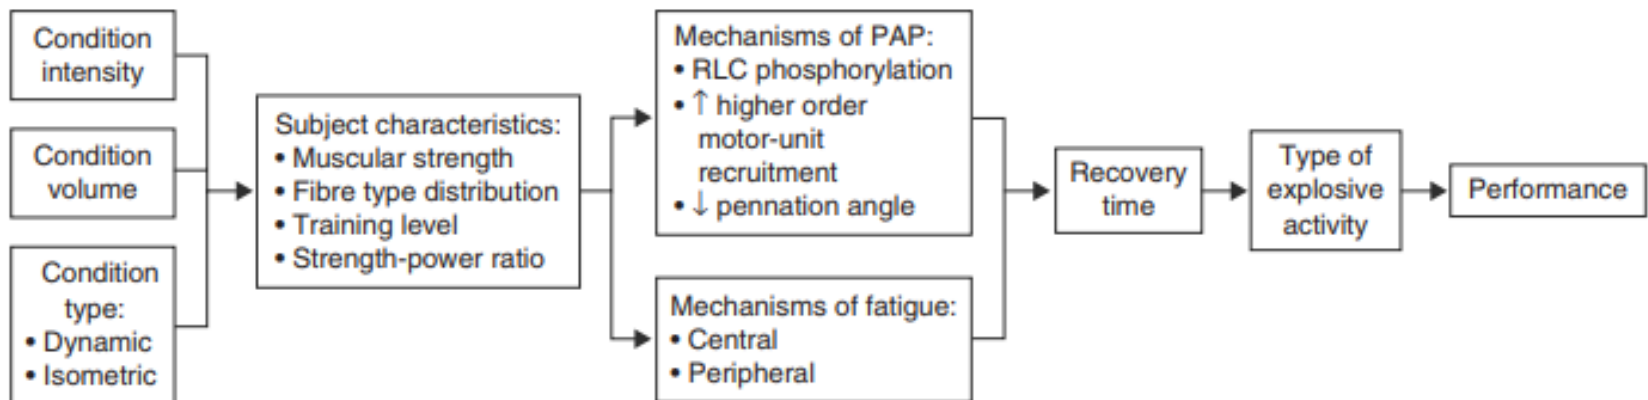 Condition
intensity
Condition
volume
Condition
type:
• Dynamic
• Isometric
Subject characteristics:
• Muscular strength
• Fibre type distribution
• Training level
• Strength-power ratio
Mechanisms of PAP:
• RLC phosphorylation
• ↑ higher order
motor-unit
recruitment
• ↓ pennation angle
Mechanisms of fatigue:
• Central
• Peripheral
Recovery
time
Type of
explosive
activity
Performance